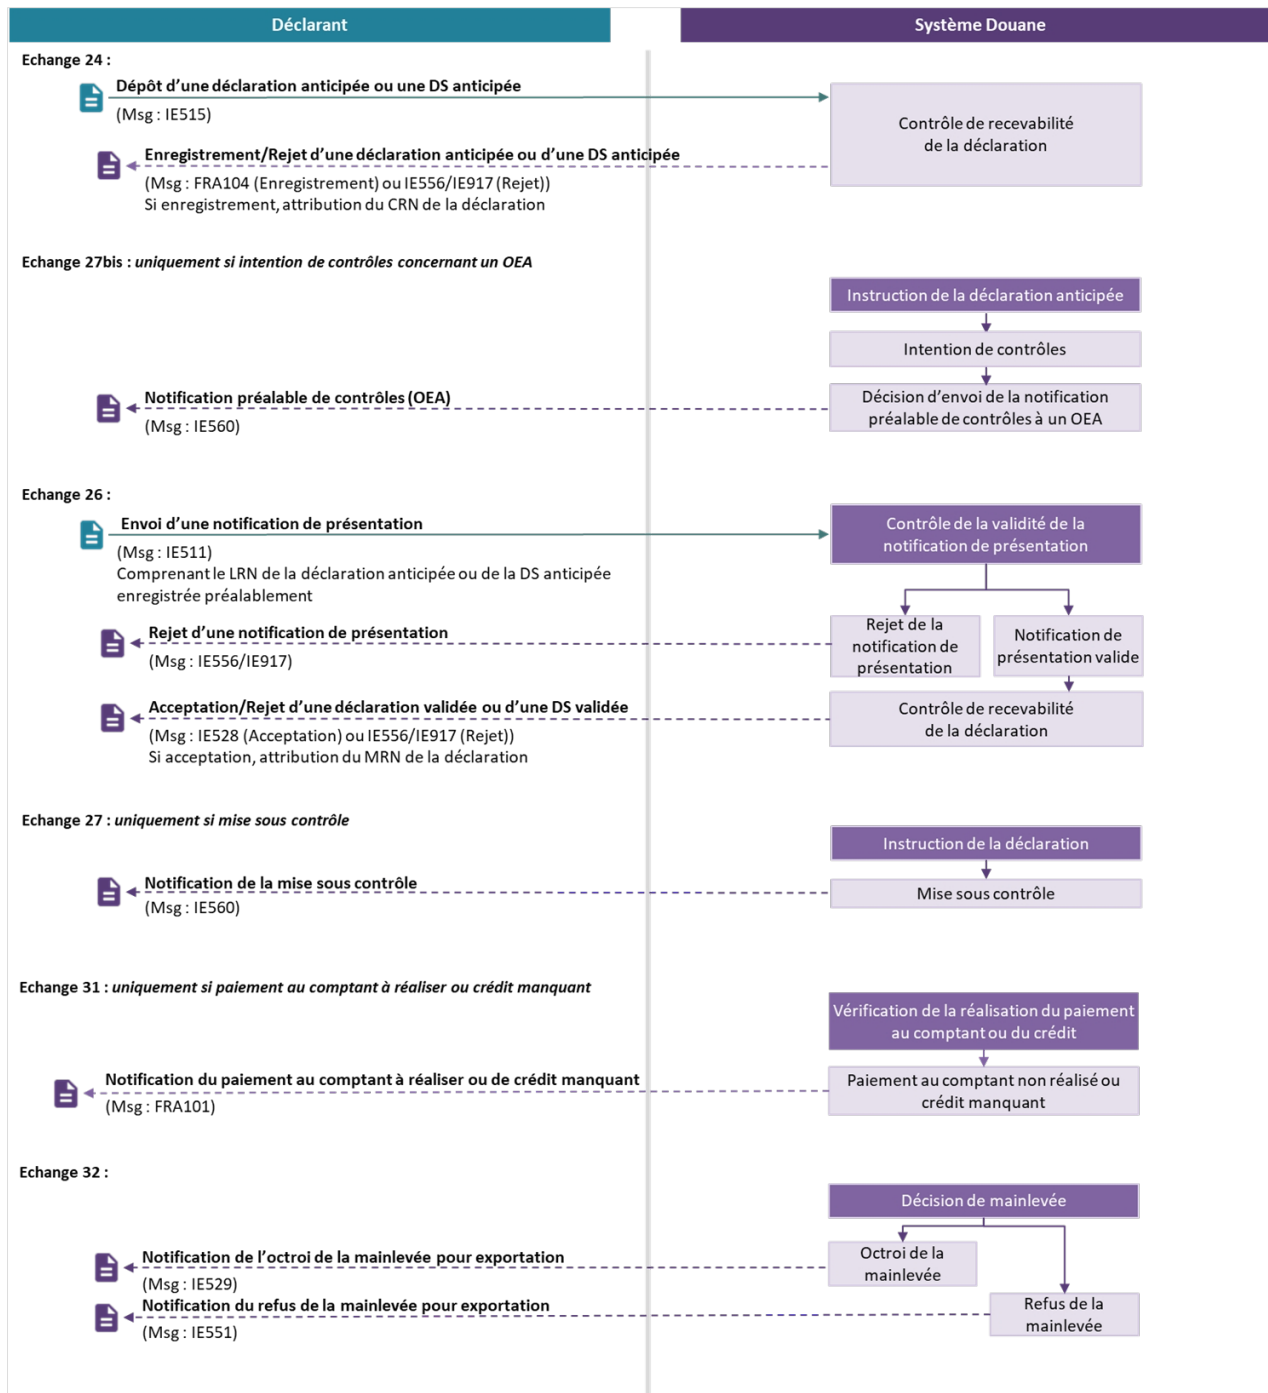 Déclarant
Système Douane
Echange 24 :
Dépôt d’une déclaration anticipée ou une DS anticipée
(Msg : IE515)
Contrôle de recevabilité
de la déclaration
Enregistrement/Rejet d’une déclaration anticipée ou d’une DS anticipée
(Msg : FRA104 (Enregistrement) ou IE556/IE917 (Rejet))
Si enregistrement, attribution du CRN de la déclaration
Echange 27bis : uniquement si intention de contrôles concernant un OEA
Instruction de la déclaration anticipée
Intention de contrôles
Notification préalable de contrôles (OEA)
(Msg : IE560)
Décision d’envoi de la notification
préalable de contrôles à un OEA
Echange 26 :
Envoi d’une notification de présentation
(Msg : IE511)
Comprenant le LRN de la déclaration anticipée ou de la DS anticipée
enregistrée préalablement
Contrôle de la validité de la
notification de présentation
Rejet d’une notification de présentation
(Msg : IE556/IE917)
Rejet de la
notification de
présentation
Notification de
présentation valide
Acceptation/Rejet d’une déclaration validée ou d’une DS validée
(Msg : IE528 (Acceptation) ou IE556/IE917 (Rejet))
Si acceptation, attribution du MRN de la déclaration
Contrôle de recevabilité
de la déclaration
Echange 27 : uniquement si mise sous contrôle
Instruction de la déclaration
Notification de la mise sous contrôle
(Msg : IE560)
Mise sous contrôle
Echange 31 : uniquement si paiement au comptant à réaliser ou crédit manquant
Vérification de la réalisation du paiement
au comptant ou du crédit
Notification du paiement au comptant à réaliser ou de crédit manquant
(Msg : FRA101)
Paiement au comptant non réalisé ou
crédit manquant
Echange 32 :
Décision de mainlevée
Notification de l’octroi de la mainlevée pour exportation
(Msg : IE529)
Octroi de la
mainlevée
Notification du refus de la mainlevée pour exportation
(Msg : IE551)
Refus de la
mainlevée